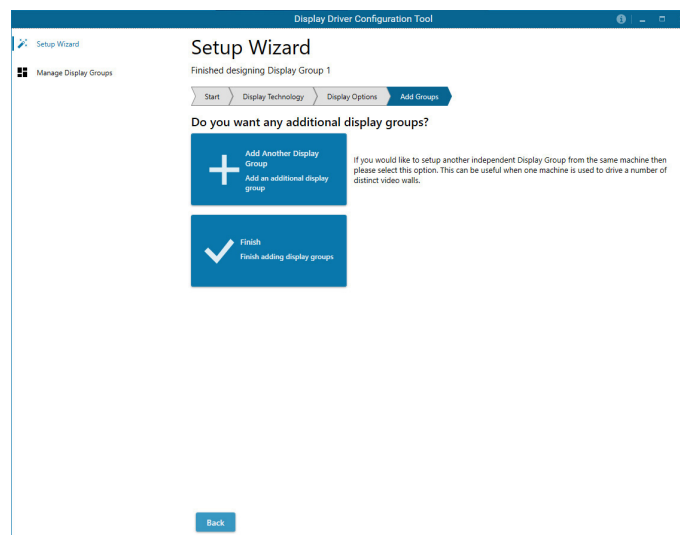 Display Driver Configuration Tool
Setup Wizard
Manage Display Groups
Setup Wizard
Finished designing Display Group 1
Start
Display Technology
Display Options
Add Groups
Do you want any additional display groups?
Add Another Display
Group
Add an additional display
group
If you would like to setup another independent Display Group from the same machine then
please select this option. This can be useful when one machine is used to drive a number of
distinct video walls.
Finish
Finish adding display groups
Back